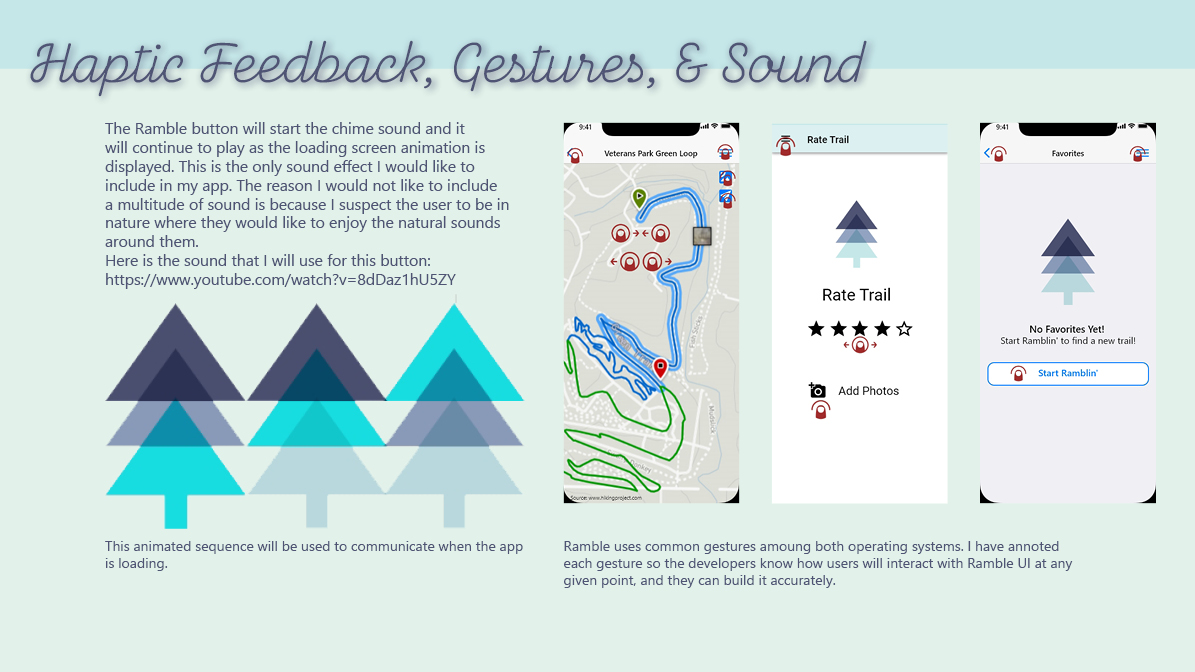 Haptic Feedback, Gestures, & Sound
The Ramble button will start the chime sound and it
will continue to play as the loading screen animation is
displayed. This is the only sound effect I would like to
include in my app. The reason I would not like to include
a multitude of sound is because I suspect the user to be in
nature where they would like to enjoy the natural sounds
around them.
Here is the sound that I will use for this button:
https://www.youtube.com/watch?v=8dDaz1hU5ZY
This animated sequence will be used to communicate when the app
is loading.
9:41
Veterans Park Green Loop
Source: www.hikingproject.com
Rate Trail
Rate Trail
Add Photos
9:41
Favorites
No Favorites Yet!
Start Ramblin' to find a new trail!
Start Ramblin'
Ramble uses common gestures amoung both operating systems. I have annoted
each gesture so the developers know how users will interact with Ramble UI at any
given point, and they can build it accurately.